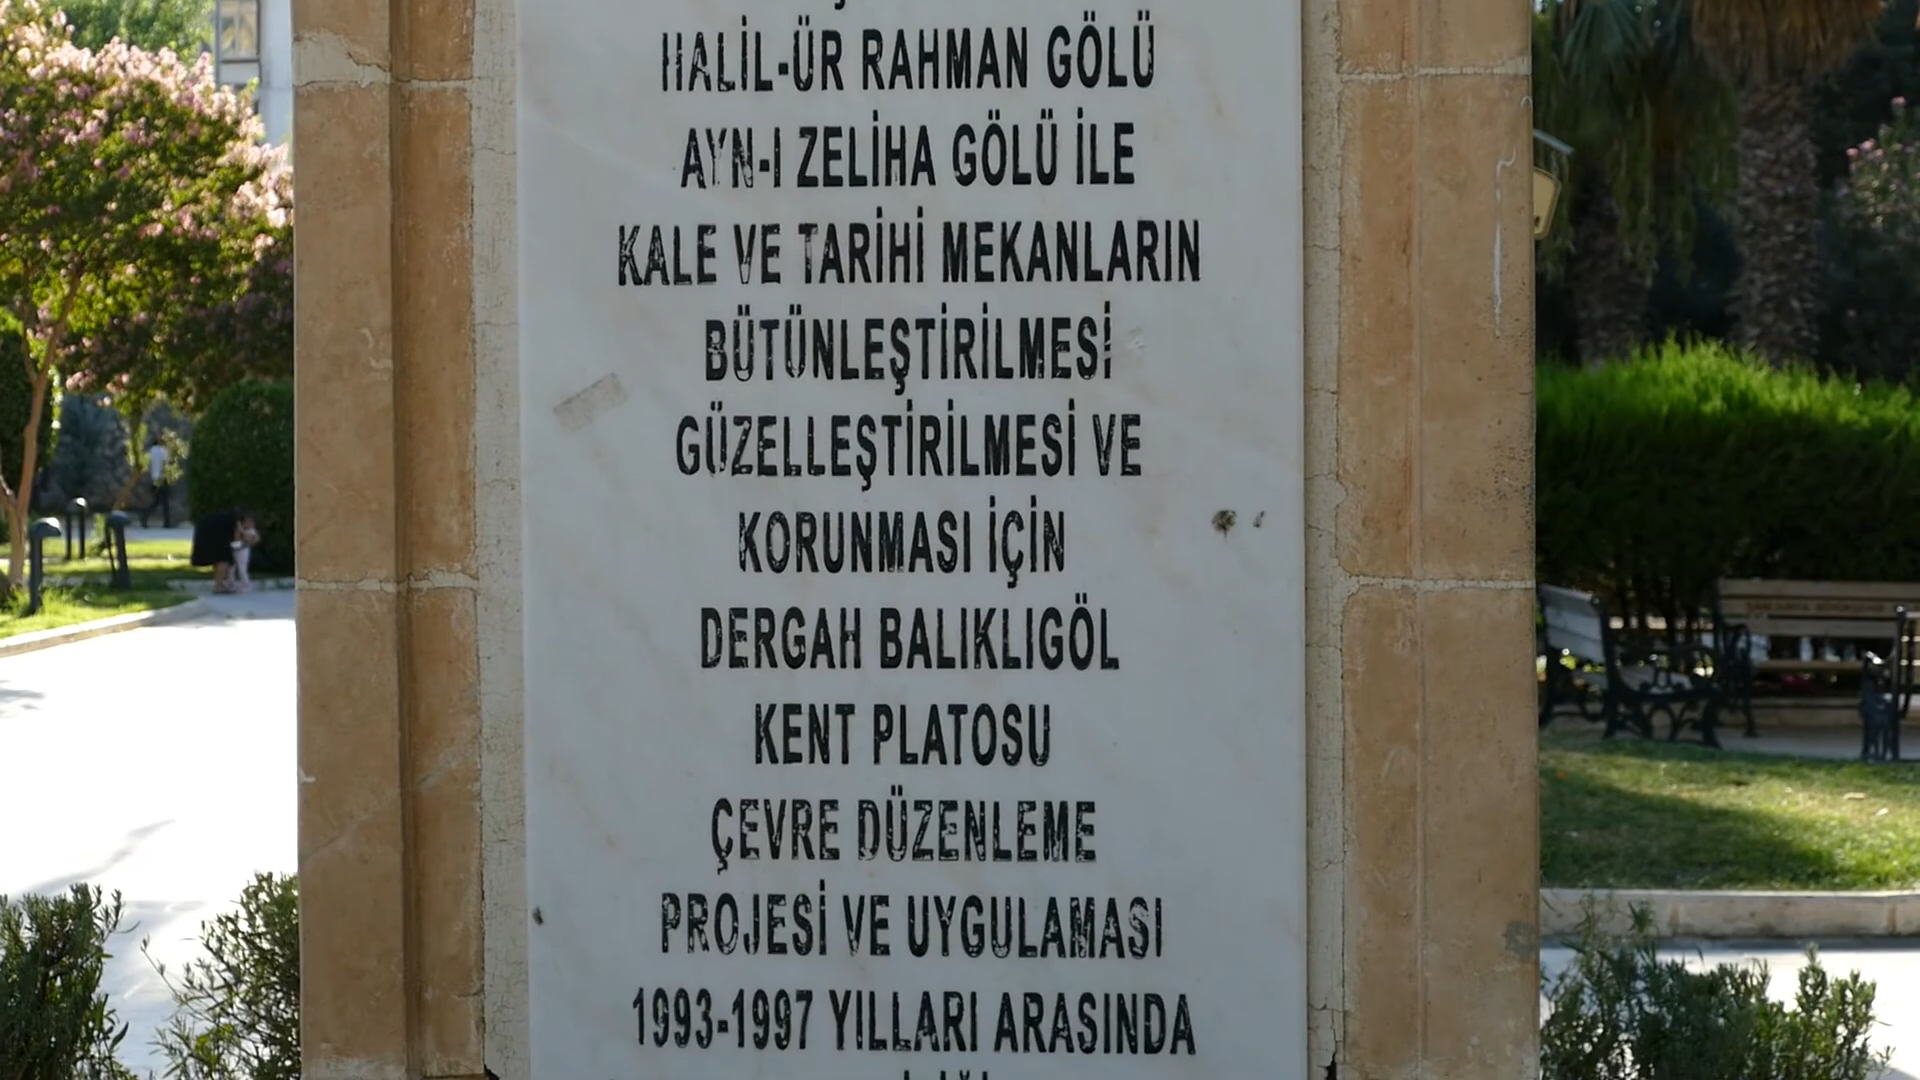 HALİL-ÜR RAHMAN GÖLÜ
AYN-I ZELİHA GÖLÜ İLE
KALE VE TARİHİ MEKANLARIN
BÜTÜNLEŞTİRİLMESİ
GÜZELLEŞTİRİLMESİ VE
KORUNMASI İÇİN
DERGAH BALIKLIGÖL
KENT PLATOSU
ÇEVRE DÜZENLEME
PROJESİ VE UYGULAMASI
1993-1997 YILLARI ARASINDA